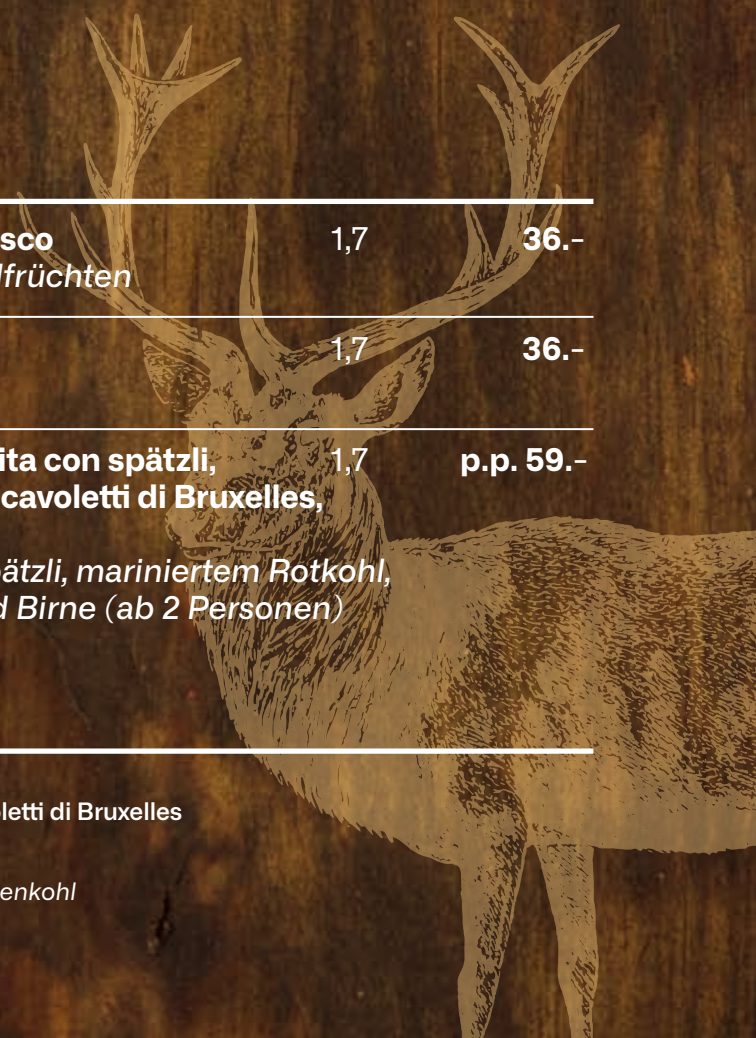 sco 1,7 36.-
lfrüchten
1,7 36.-
ita con spätzli, 1,7 p.p. 59.-
cavoletti di Bruxelles,
ätzli, mariniertem Rotkohl,
d Birne (ab 2 Personen)
letti di Bruxelles
enkohl